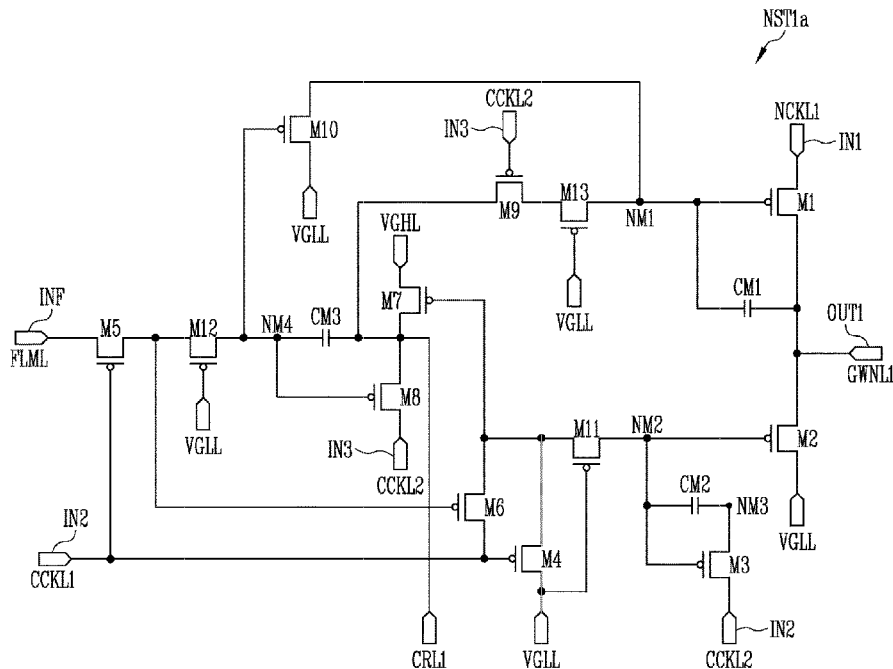 NST1a
CCKL2
NCKL1
IN3
IN1
M10
M13
M1
M9
NM1
VGLL
VGHL
CM1
M7
VGLL
INF
OUT1
M5
M12
NM4
CM3
FLML
GWNL1
M8
M11
NM2
M2
VGLL
IN3
CCKL2
CM2
NM3
IN2
M6
VGLL
M4
M3
CCKL1
IN2
CRL1
VGLL
CCKL2